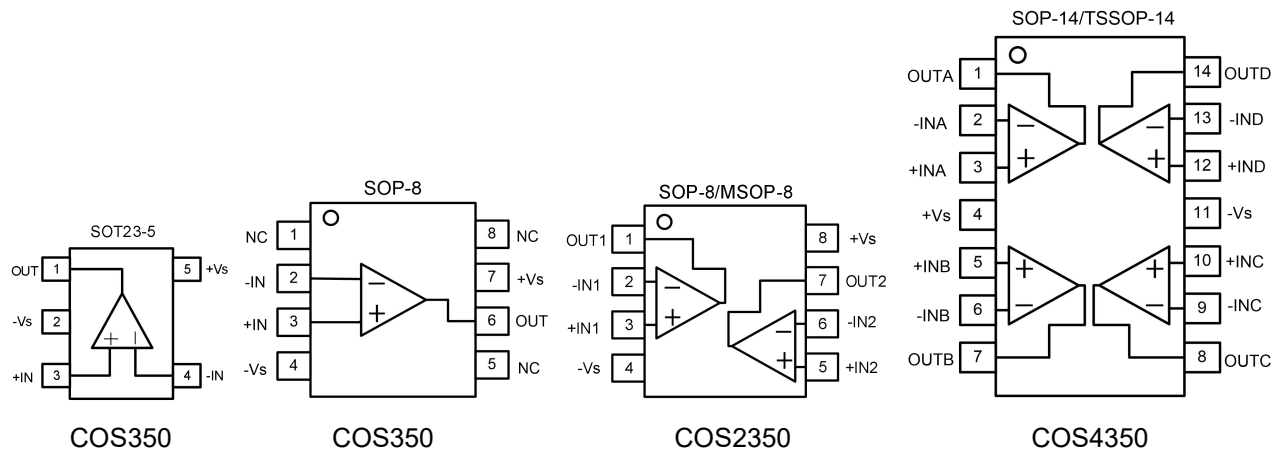 SOT23-5
OUT 1 5 +Vs
-Vs 2
+IN 3 4 -IN
+ −
COS350
SOP-8
NC 1 8 NC
-IN 2 − 7 +Vs
+IN 3 + 6 OUT
-Vs 4 5 NC
COS350
SOP-8/MSOP-8
OUT1 1 8 +Vs
-IN1 2 − 7 OUT2
+IN1 3 + − 6 -IN2
-Vs 4 + 5 +IN2
COS2350
SOP-14/TSSOP-14
OUTA 1 14 OUTD
-INA 2 − − 13 -IND
+INA 3 + + 12 +IND
+Vs 4 11 -Vs
+INB 5 + + 10 +INC
-INB 6 − − 9 -INC
OUTB 7 8 OUTC
COS4350